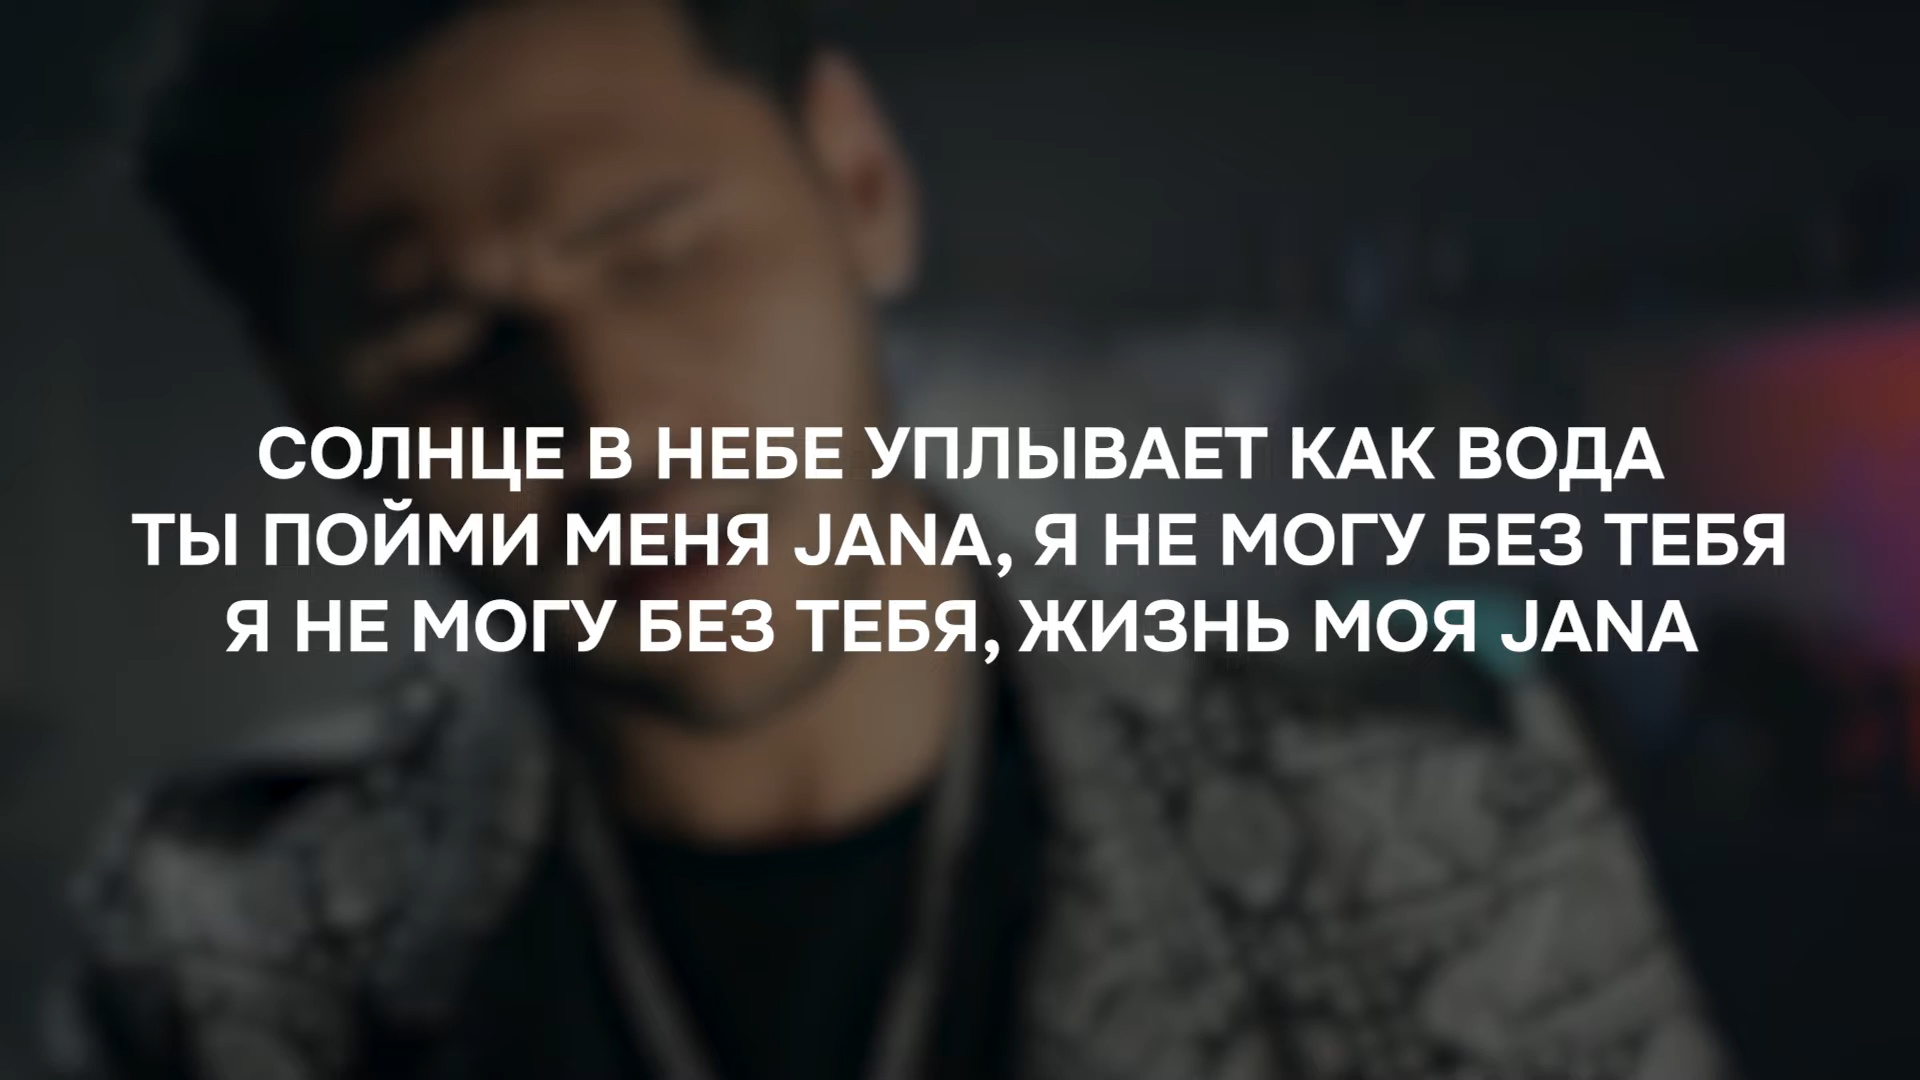 СОЛНЦЕ В НЕБЕ УПЛЫВАЕТ КАК ВОДА
ТЫ ПОЙМИ МЕНЯ JANA, Я НЕ МОГУ БЕЗ ТЕБЯ
Я НЕ МОГУ БЕЗ ТЕБЯ, ЖИЗНЬ МОЯ JANA